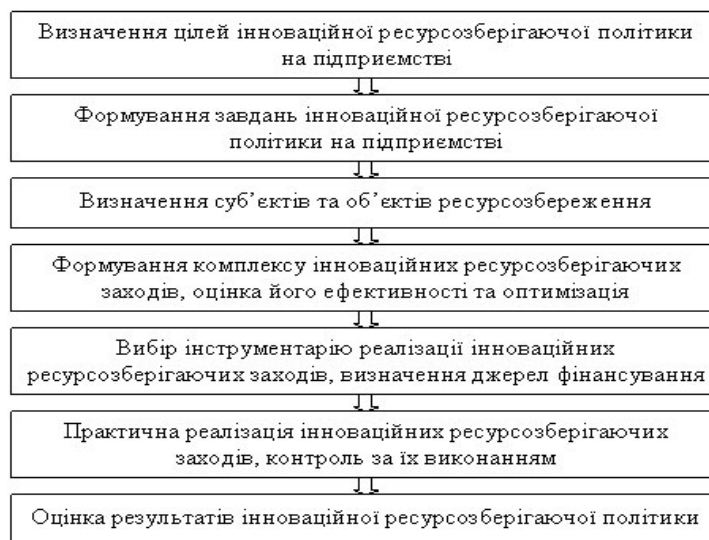 Визначення цілей інноваційної ресурсозберігаючої політики
на підприємстві
Формування завдань інноваційної ресурсозберігаючої
політики на підприємстві
Визначення суб’єктів та об’єктів ресурсозбереження
Формування комплексу інноваційних ресурсозберігаючих
заходів, оцінка його ефективності та оптимізація
Вибір інструментарію реалізації інноваційних
ресурсозберігаючих заходів, визначення джерел фінансування
Практична реалізація інноваційних ресурсозберігаючих
заходів, контроль за їх виконанням
Оцінка результатів інноваційної ресурсозберігаючої політики